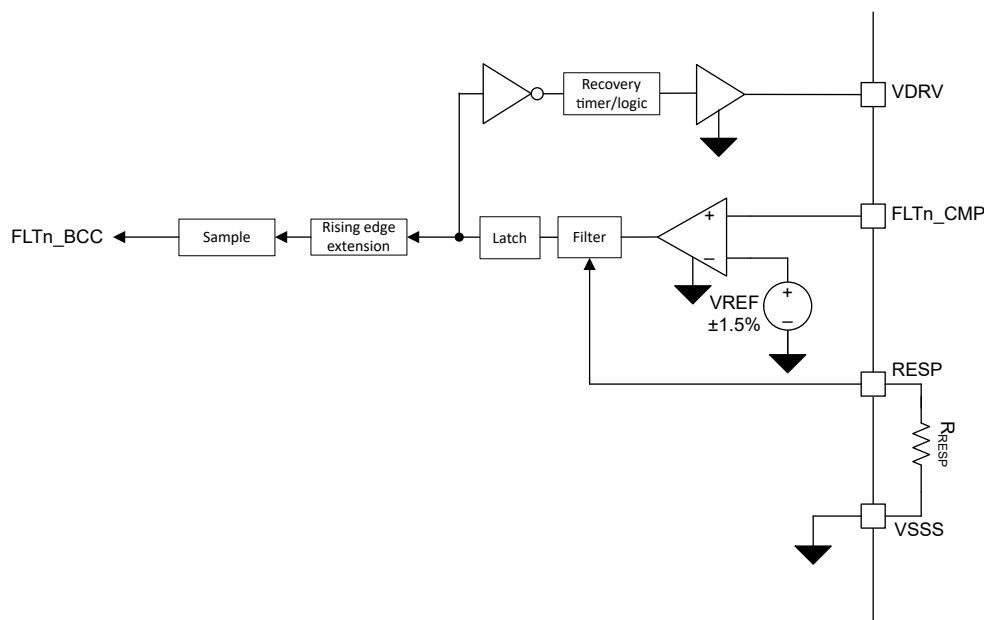 Recovery
timer/logic
VDRV
FLTn_CMP
FLTn_BCC
Sample
Rising edge
extension
Latch
Filter
+
–
VREF
±1.5%
+
–
RESP
RRESP
VSSS